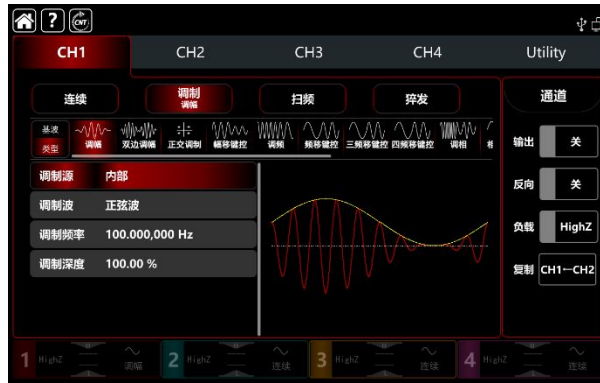 ? CNT
CH1 CH2 CH3 CH4 Utility
连续 调制 扫频 猝发 通道
调幅
基波
类型 调幅 双边调幅 正交调制 幅移键控 调频 频移键控 三频移键控 四频移键控 调相
输出 关
调制源 内部
反向 关
调制波 正弦波
负载 HighZ
调制频率 100.000,000 Hz
调制深度 100.00 %
复制 CH1←CH2
1 HighZ 调幅 2 HighZ 连续 3 HighZ 连续 4 HighZ 连续